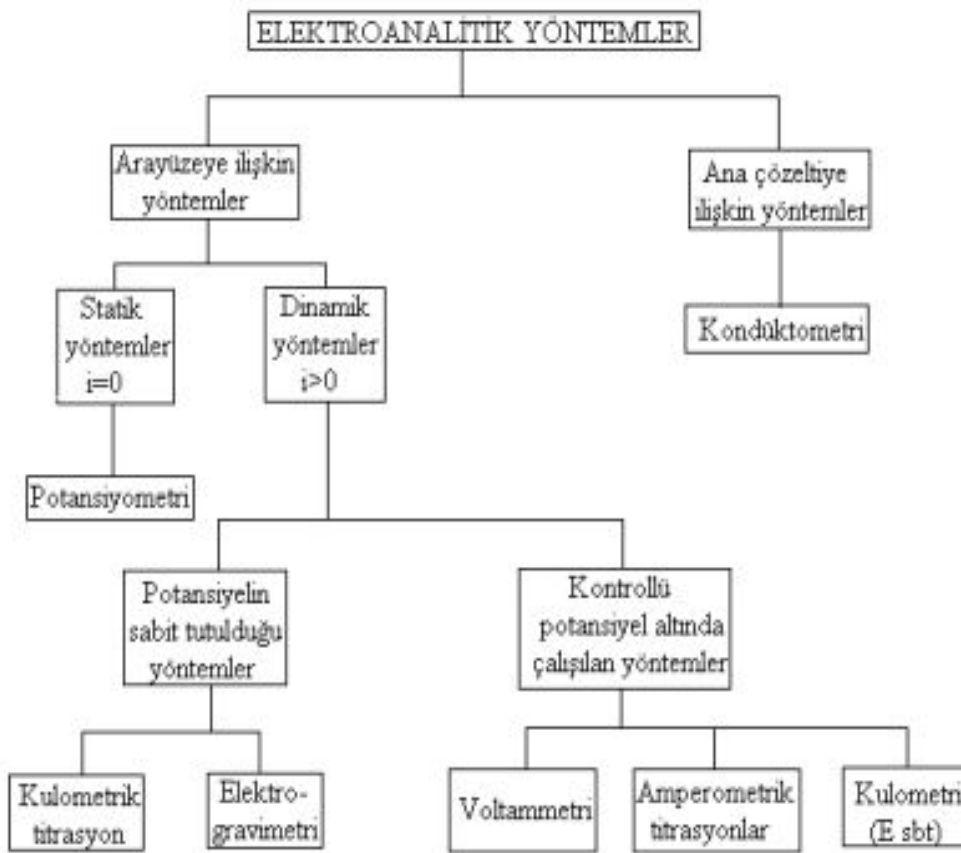 ELEKTROANALİTİK YÖNTEMLER
Arayüzeye ilişkin
yöntemler
Ana çözeltiye
ilişkin yöntemler
Statik
yöntemler
i=0
Dinamik
yöntemler
i>0
Kondüktometri
Potansiyometri
Potansiyelin
sabit tutulduğu
yöntemler
Kontrollü
potansiyel altında
çalışılan yöntemler
Kulometrik
titrasyon
Elektro-
gravimetri
Voltammetri
Amperometrik
titrasyonlar
Kulometri
(E sbt)